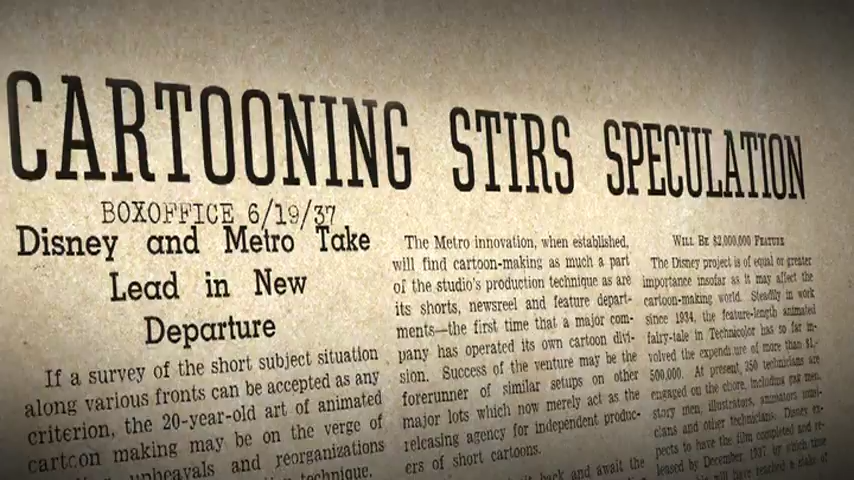 CARTOONING STIRS SPECULATION
BOXOFFICE 6/19/37
Disney and Metro Take
Lead in New
Departure
If a survey of the short subject situation
along various fronts can be accepted as any
criterion, the 20-year-old art of animated
cartoon making may be on the verge of
upheavals and reorganizations
technique.
The Metro innovation, when established,
will find cartoon-making as much a part
of the studio's production technique as are
its shorts, newsreel and feature depart-
ments—the first time that a major com-
pany has operated its own cartoon divi-
sion. Success of the venture may be the
forerunner of similar setups on other
major lots which now merely act as the
releasing agency for independent produc-
ers of short cartoons.
back and await the
WILL BE $2,000,000 FEATURE
The Disney project is of equal or greater
importance insofar as it may affect the
cartoon-making world. Steadily in work
since 1934, the feature-length animated
fairy-tale in Technicolor has so far in-
volved the expenditure of more than $1,-
500,000. At present, 250 technicians are
engaged on the chore, including gag men,
story men, illustrators, animators, musi-
cians and other technicians. Disney ex-
pects to have the film completed and re-
leased by December, 1937 by which time
will have reached a stake of